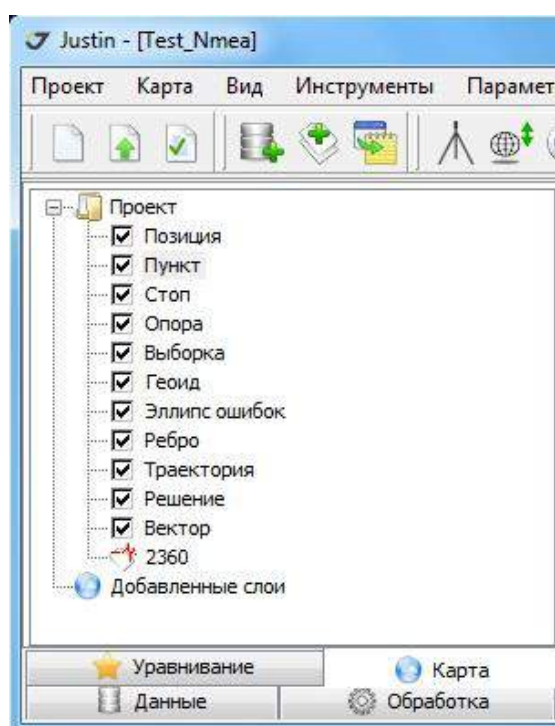 Justin - [Test_Nmea]
Проект Карта Вид Инструменты Парамет
Проект
Позиция
Пункт
Стоп
Опора
Выборка
Геоид
Эллипс ошибок
Ребро
Траектория
Решение
Вектор
2360
Добавленные слои
Уравнивание Карта
Данные Обработка